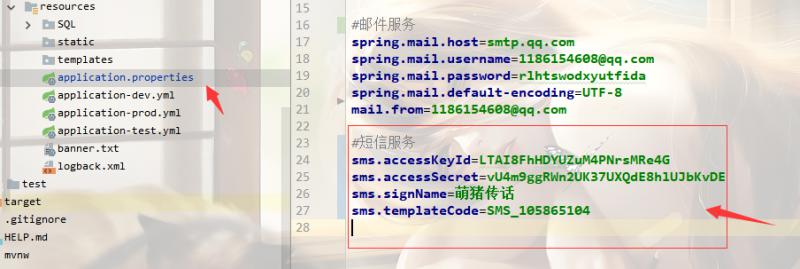 resources
SQL
static
templates
application.properties
application-dev.yml
application-prod.yml
application-test.yml
banner.txt
logback.xml
test
target
.gitignore
HELP.md
mvnw
15
16 #邮件服务
17 spring.mail.host=smtp.qq.com
18 spring.mail.username=1186154608@qq.com
19 spring.mail.password=rlhtswodxyutfida
20 spring.mail.default-encoding=UTF-8
21 mail.from=1186154608@qq.com
22
23 #短信服务
24 sms.accessKeyId=LTAI8FhHDYUZuM4PNrsMRe4G
25 sms.accessSecret=vU4m9ggRWn2UK37UXQdE8hlUJbKvDE
26 sms.signName=萌猪传话
27 sms.templateCode=SMS_105865104
28